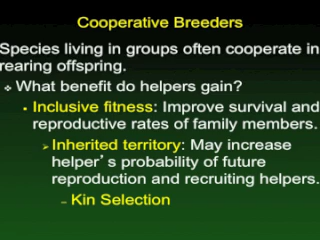 Cooperative Breeders
Species living in groups often cooperate in
rearing offspring.
❖ What benefit do helpers gain?
▪ Inclusive fitness: Improve survival and
reproductive rates of family members.
➢ Inherited territory: May increase
helper's probability of future
reproduction and recruiting helpers.
– Kin Selection